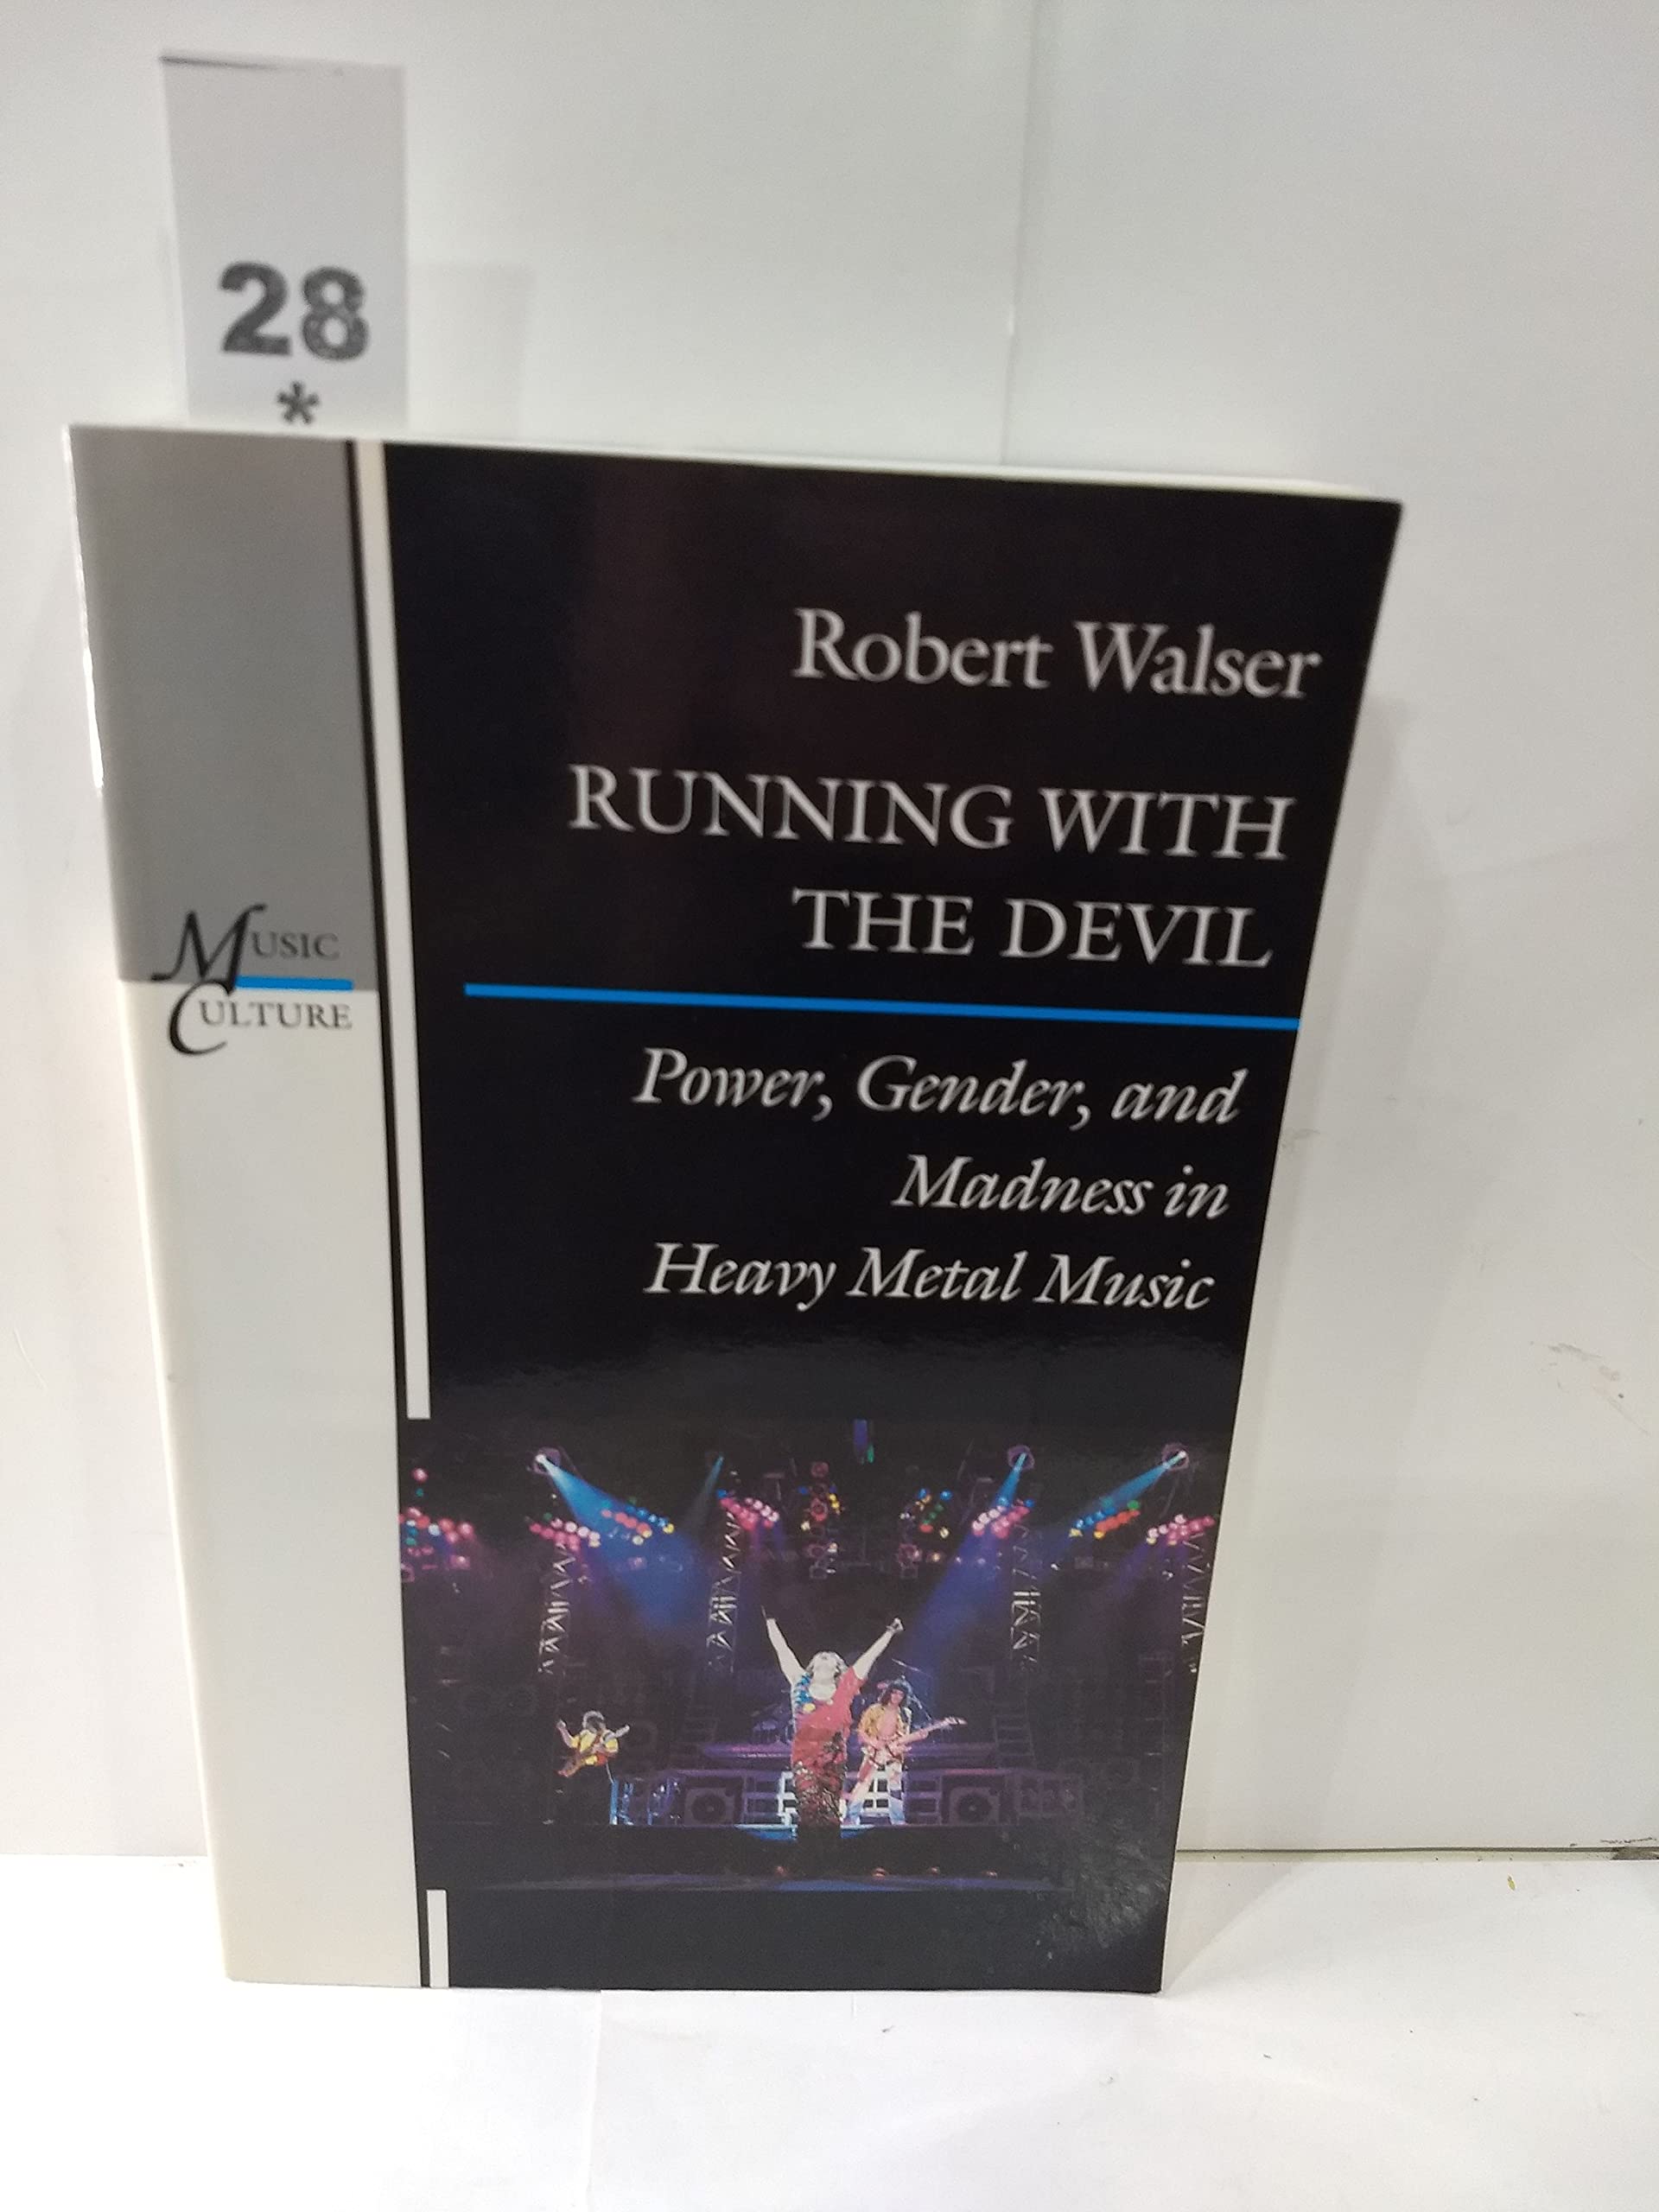 28
*
Robert Walser
RUNNING WITH
THE DEVIL
MUSIC
CULTURE
Power, Gender, and
Madness in
Heavy Metal Music